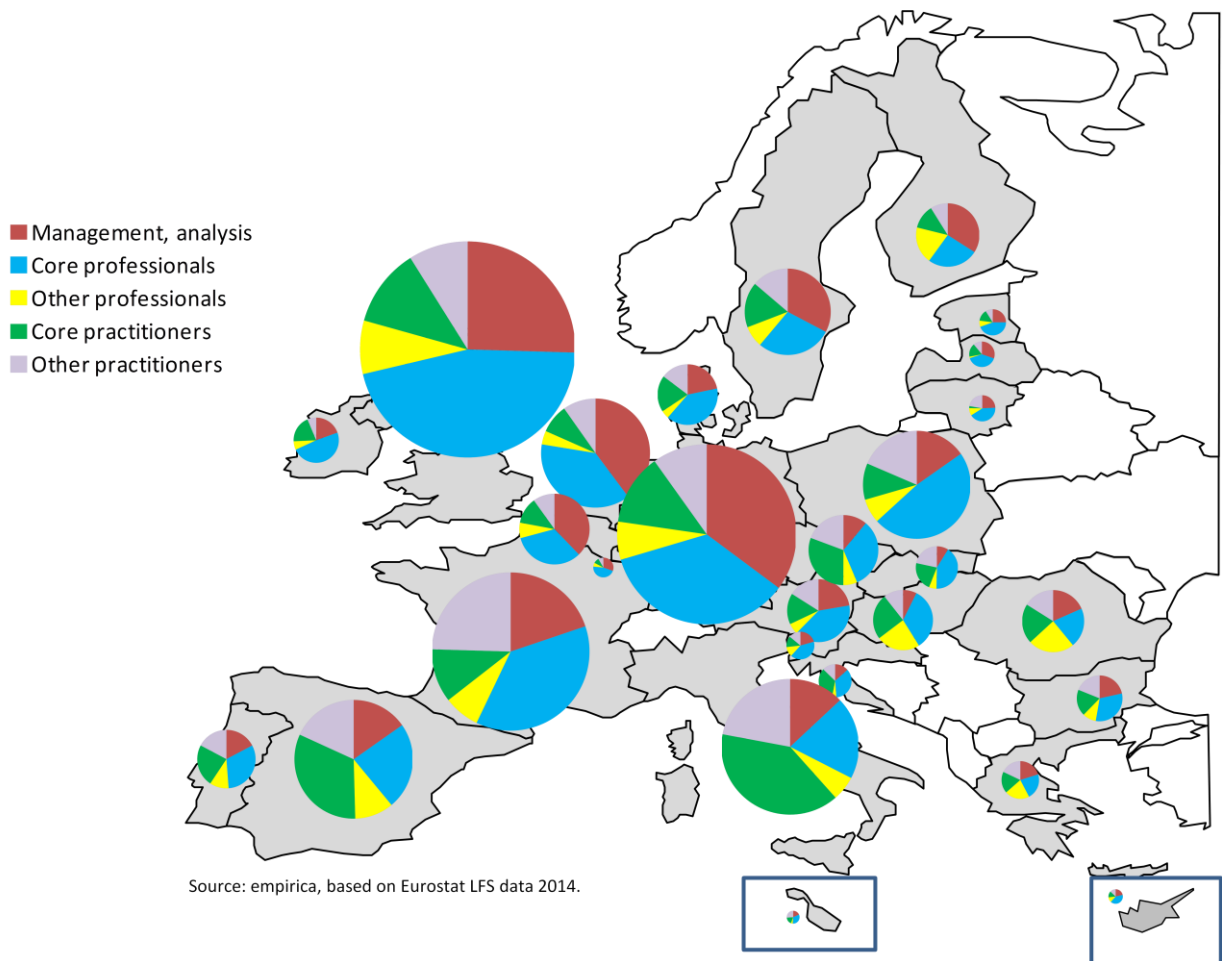 Management, analysis
Core professionals
Other professionals
Core practitioners
Other practitioners
Source: empirica, based on Eurostat LFS data 2014.